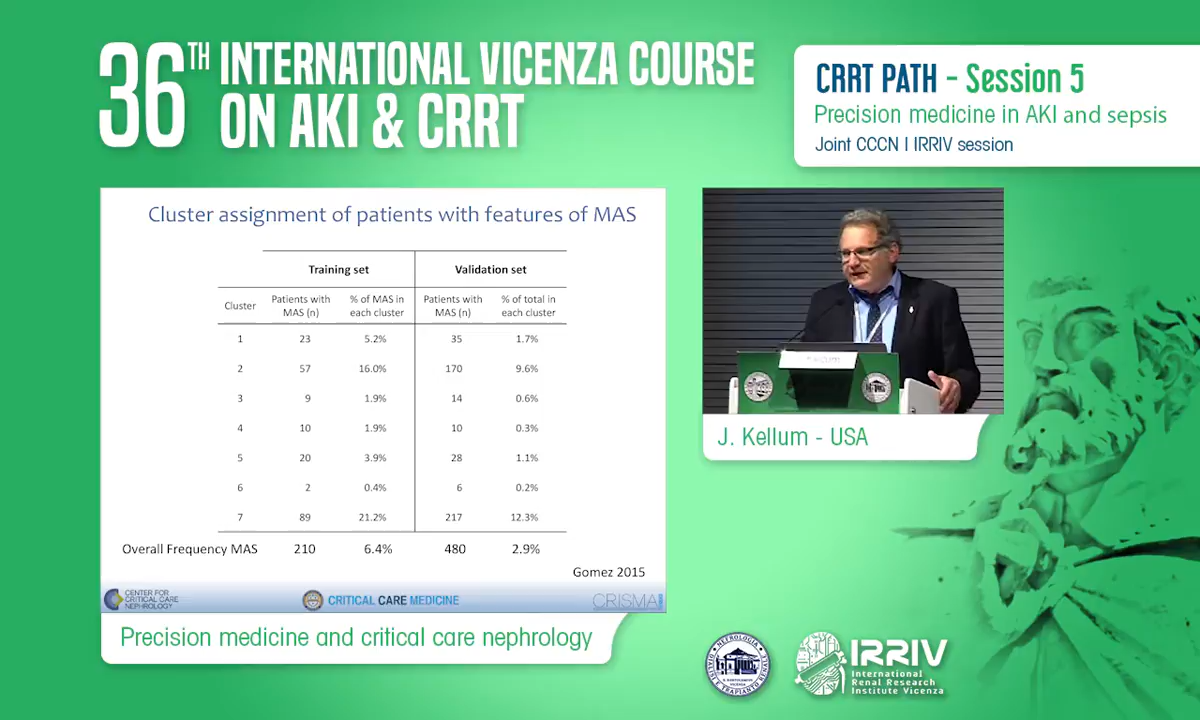 36TH INTERNATIONAL VICENZA COURSE
ON AKI & CRRT
CRRT PATH - Session 5
Precision medicine in AKI and sepsis
Joint CCCN | IRRIV session
Cluster assignment of patients with features of MAS
Training set Validation set
Cluster Patients with MAS (n) % of MAS in each cluster Patients with MAS (n) % of total in each cluster
1 23 5.2% 35 1.7%
2 57 16.0% 170 9.6%
3 9 1.9% 14 0.6%
4 10 1.9% 10 0.3%
5 20 3.9% 28 1.1%
6 2 0.4% 6 0.2%
7 89 21.2% 217 12.3%
Overall Frequency MAS 210 6.4% 480 2.9%
Gomez 2015
CENTER FOR
CRITICAL CARE
NEPHROLOGY
CRITICAL CARE MEDICINE
CRISMA
Precision medicine and critical care nephrology
J. Kellum - USA
NEFROLOGIA
DIALISI E TRAPIANTO RENALE
VICENZA
IRRIV
International
Renal Research
Institute Vicenza